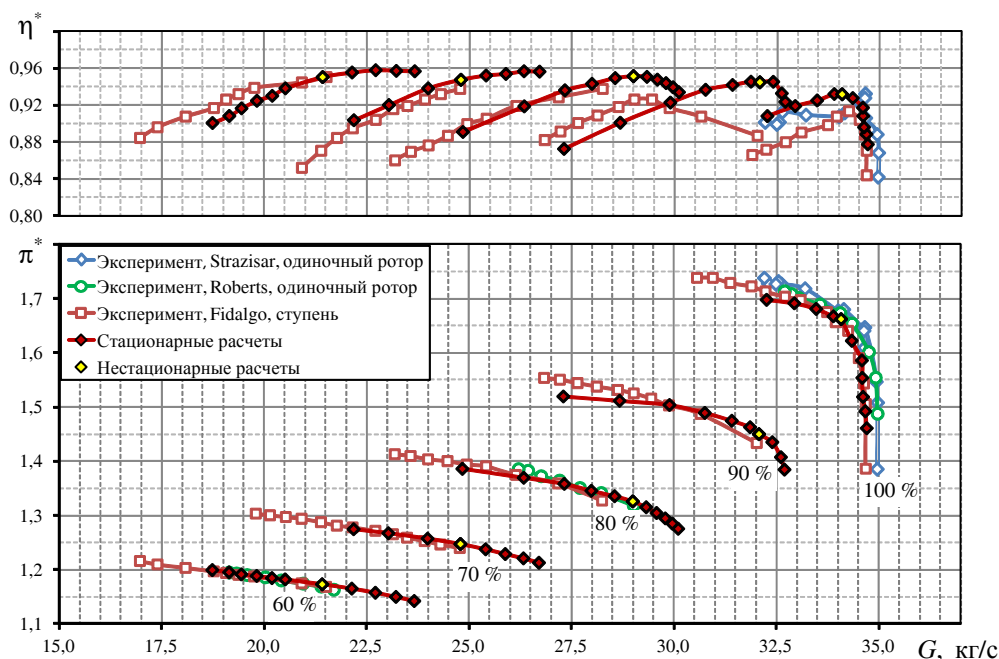 η*
1
0,96
0,92
0,88
0,84
0,80
π*
1,7
1,6
1,5
1,4
1,3
1,2
1,1
Эксперимент, Strazisar, одиночный ротор
Эксперимент, Roberts, одиночный ротор
Эксперимент, Fidalgo, ступень
Стационарные расчеты
Нестационарные расчеты
100 %
90 %
80 %
70 %
60 %
15,0 17,5 20,0 22,5 25,0 27,5 30,0 32,5 35,0
G, кг/с